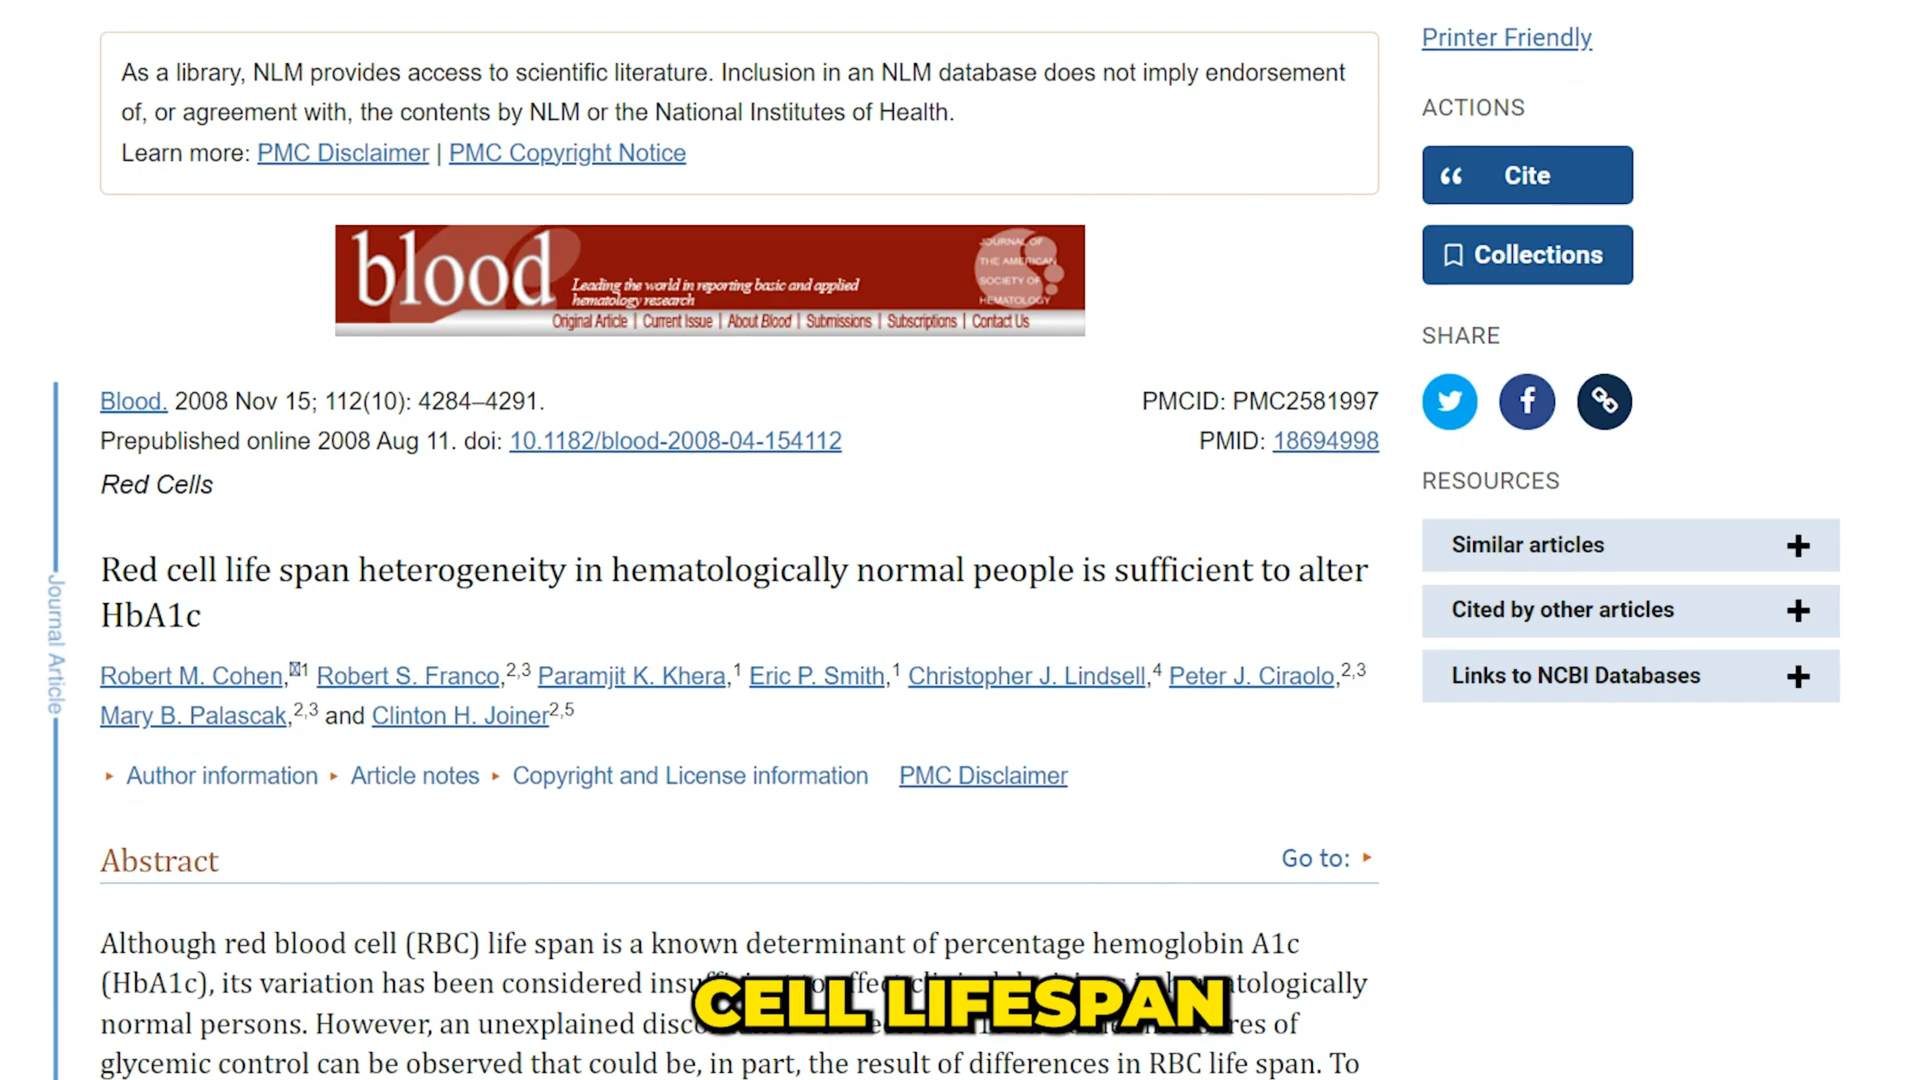 Printer Friendly
As a library, NLM provides access to scientific literature. Inclusion in an NLM database does not imply endorsement
of, or agreement with, the contents by NLM or the National Institutes of Health.
Learn more: PMC Disclaimer | PMC Copyright Notice
ACTIONS
Cite
Collections
SHARE
RESOURCES
Similar articles
Cited by other articles
Links to NCBI Databases
blood
Leading the world in reporting basic and applied
hematology research
JOURNAL OF
THE AMERICAN
SOCIETY OF
HEMATOLOGY
Original Article | Current Issue | About Blood | Submissions | Subscriptions | Contact Us
Blood. 2008 Nov 15; 112(10): 4284–4291.
PMCID: PMC2581997
Prepublished online 2008 Aug 11. doi: 10.1182/blood-2008-04-154112
PMID: 18694998
Red Cells
Journal Article
Red cell life span heterogeneity in hematologically normal people is sufficient to alter
HbA1c
Robert M. Cohen,1 Robert S. Franco,2,3 Paramjit K. Khera,1 Eric P. Smith,1 Christopher J. Lindsell,4 Peter J. Ciraolo,2,3
Mary B. Palascak,2,3 and Clinton H. Joiner2,5
Author information Article notes Copyright and License information PMC Disclaimer
Abstract
Go to:
Although red blood cell (RBC) life span is a known determinant of percentage hemoglobin A1c
(HbA1c), its variation has been considered
normal persons. However, an unexplained of
glycemic control can be observed that could be, in part, the result of differences in RBC life span. To
CELL LIFESPAN